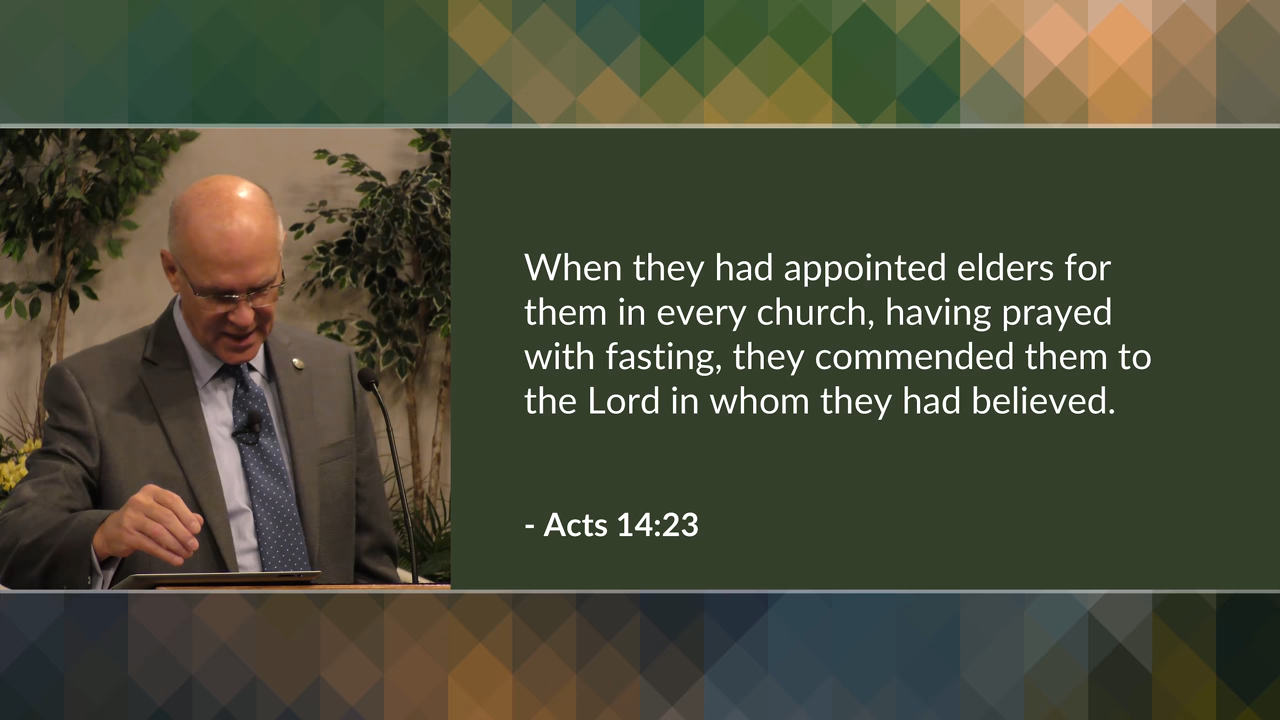 When they had appointed elders for
them in every church, having prayed
with fasting, they commended them to
the Lord in whom they had believed.
- Acts 14:23